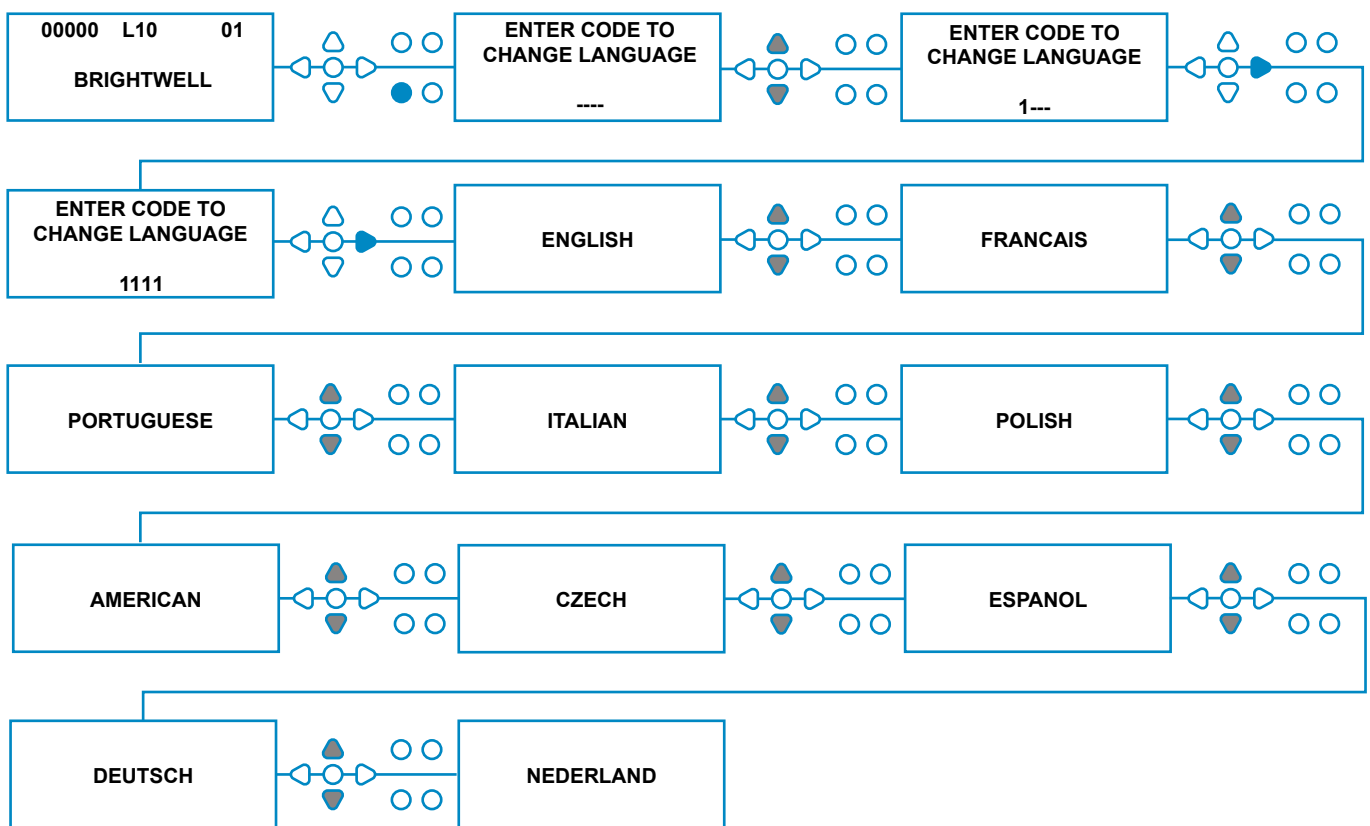 00000 L10 01
BRIGHTWELL
ENTER CODE TO
CHANGE LANGUAGE
----
ENTER CODE TO
CHANGE LANGUAGE
1---
ENTER CODE TO
CHANGE LANGUAGE
1111
ENGLISH
FRANCAIS
PORTUGUESE
ITALIAN
POLISH
AMERICAN
CZECH
ESPANOL
DEUTSCH
NEDERLAND